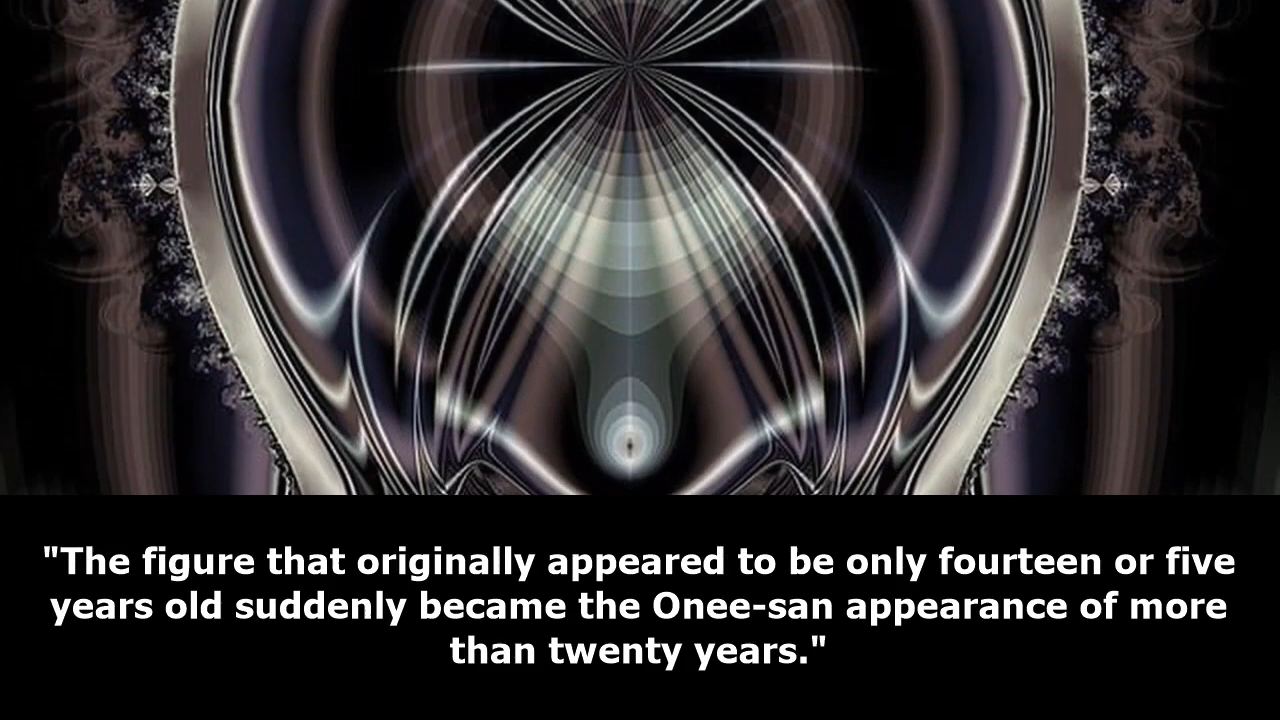 "The figure that originally appeared to be only fourteen or five
years old suddenly became the Onee-san appearance of more
than twenty years."